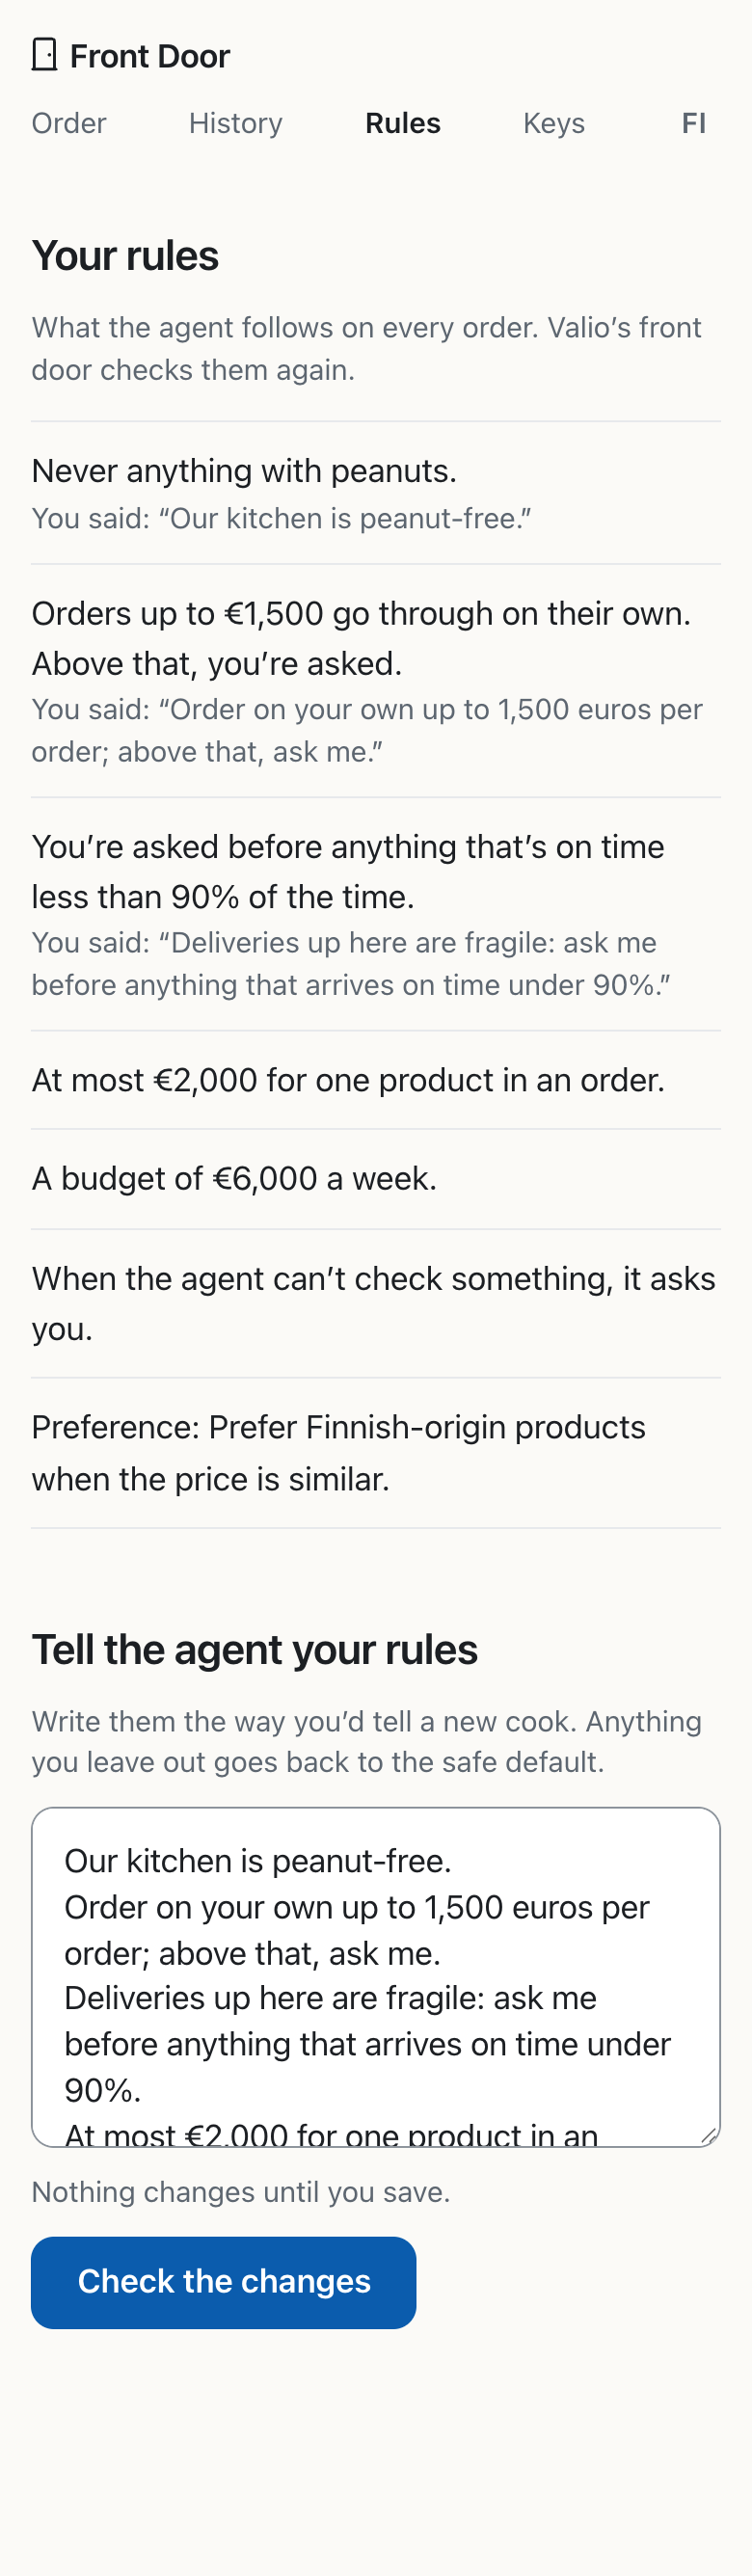 Front Door
Order History Rules Keys FI
Your rules
What the agent follows on every order. Valio’s front
door checks them again.
Never anything with peanuts.
You said: “Our kitchen is peanut-free.”
Orders up to €1,500 go through on their own.
Above that, you’re asked.
You said: “Order on your own up to 1,500 euros per
order; above that, ask me.”
You’re asked before anything that’s on time
less than 90% of the time.
You said: “Deliveries up here are fragile: ask me
before anything that arrives on time under 90%.”
At most €2,000 for one product in an order.
A budget of €6,000 a week.
When the agent can’t check something, it asks
you.
Preference: Prefer Finnish-origin products
when the price is similar.
Tell the agent your rules
Write them the way you’d tell a new cook. Anything
you leave out goes back to the safe default.
Our kitchen is peanut-free.
Order on your own up to 1,500 euros per
order; above that, ask me.
Deliveries up here are fragile: ask me
before anything that arrives on time under
90%.
At most €2,000 for one product in an
Nothing changes until you save.
Check the changes